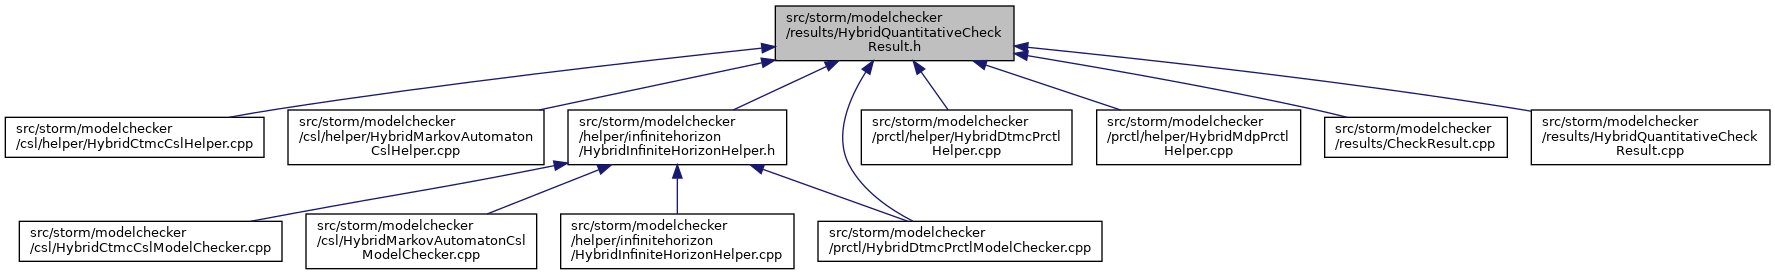 src/storm/modelchecker
/results/HybridQuantitativeCheck
Result.h
src/storm/modelchecker
/csl/helper/HybridCtmcCslHelper.cpp
src/storm/modelchecker
/csl/helper/HybridMarkovAutomaton
CslHelper.cpp
src/storm/modelchecker
/helper/infinitehorizon
/HybridInfiniteHorizonHelper.h
src/storm/modelchecker
/prctl/helper/HybridDtmcPrctl
Helper.cpp
src/storm/modelchecker
/prctl/helper/HybridMdpPrctl
Helper.cpp
src/storm/modelchecker
/results/CheckResult.cpp
src/storm/modelchecker
/results/HybridQuantitativeCheck
Result.cpp
src/storm/modelchecker
/csl/HybridCtmcCslModelChecker.cpp
src/storm/modelchecker
/csl/HybridMarkovAutomatonCsl
ModelChecker.cpp
src/storm/modelchecker
/helper/infinitehorizon
/HybridInfiniteHorizonHelper.cpp
src/storm/modelchecker
/prctl/HybridDtmcPrctlModelChecker.cpp